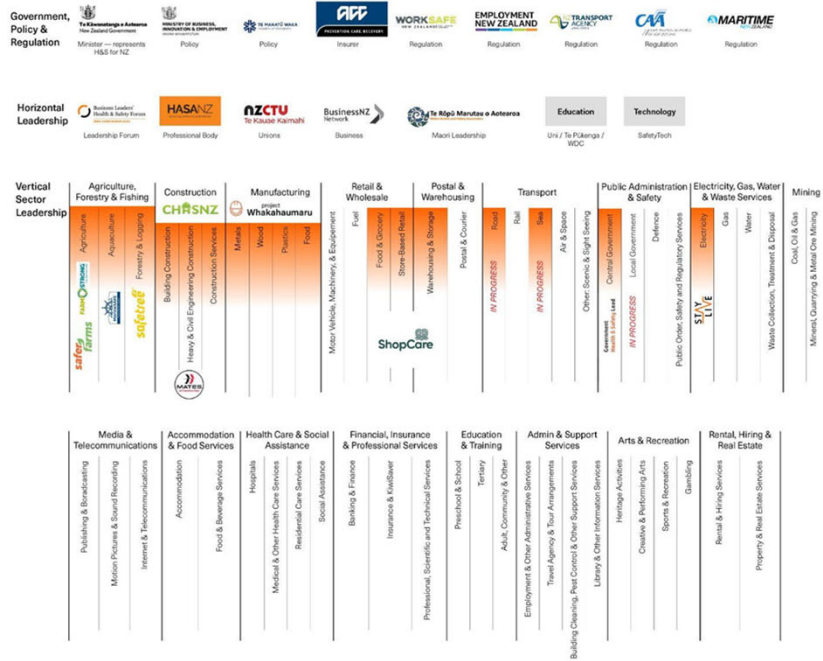 Government,
Policy &
Regulation
Te Kāwanatanga o Aotearoa
New Zealand Government
Minister — represents
H&S for NZ
MINISTRY OF BUSINESS,
INNOVATION & EMPLOYMENT
Policy
TE MANATŪ WAKA
Policy
ACC
PREVENTION. CARE. RECOVERY.
Insurer
WORKSAFE
Regulation
EMPLOYMENT
NEW ZEALAND
Regulation
TRANSPORT
AGENCY
Regulation
CAA
Regulation
MARITIME
Regulation
Horizontal
Leadership
Business Leaders'
Health & Safety Forum
Leadership Forum
HASANZ
Professional Body
NZCTU
Te Kauae Kaimahi
Unions
BusinessNZ
Network
Business
Te Rōpū Marutau o Aotearoa
Maori Leadership
Education
Uni / Te Pūkenga /
WDC
Technology
SafetyTech
Vertical
Sector
Leadership
Agriculture,
Forestry & Fishing
Agriculture
Aquaculture
Forestry & Logging
FARMSTRONG
safer farms
safetree
Construction
CHASNZ
Building Construction
Heavy & Civil Engineering Construction
Construction Services
MATES
Manufacturing
project
Whakahaumaru
Metals
Wood
Plastics
Food
Retail &
Wholesale
Motor Vehicle, Machinery, & Equipement
Fuel
Food & Grocery
Store-Based Retail
ShopCare
Postal &
Warehousing
Warehousing & Storage
Postal & Courier
Transport
Road
IN PROGRESS
Rail
Sea
IN PROGRESS
Air & Space
Other: Scenic & Sight Seeing
Public Administration
& Safety
Central Government
Government
Health & Safety Lead
Local Government
IN PROGRESS
Defence
Public Order, Safety and Regulatory Services
Electricity, Gas, Water
& Waste Services
Electricity
STAY LIVE
Gas
Water
Waste Collection, Treatment & Disposal
Mining
Coal, Oil & Gas
Mineral, Quarrying & Metal Ore Mining
Media &
Telecommunications
Publishing & Boradcasting
Motion Pictures & Sound Recording
Internet & Telecommunications
Accommodation
& Food Services
Accommodation
Food & Beverage Services
Health Care & Social
Assistance
Hospitals
Medical & Other Health Care Services
Residential Care Services
Social Assistance
Financial, Insurance
& Professional Services
Banking & Finance
Insurance & KiwiSaver
Professional, Scientific and Technical Services
Education
& Training
Preschool & School
Tertiary
Adult, Community & Other
Admin & Support
Services
Employment & Other Administrative Services
Travel Agency & Tour Arrangements
Building Cleaning, Pest Control & Other Support Services
Library & Other Information Services
Arts & Recreation
Heritage Activities
Creative & Performing Arts
Sports & Recreation
Gambling
Rental, Hiring &
Real Estate
Rental & Hiring Services
Property & Real Estate Services